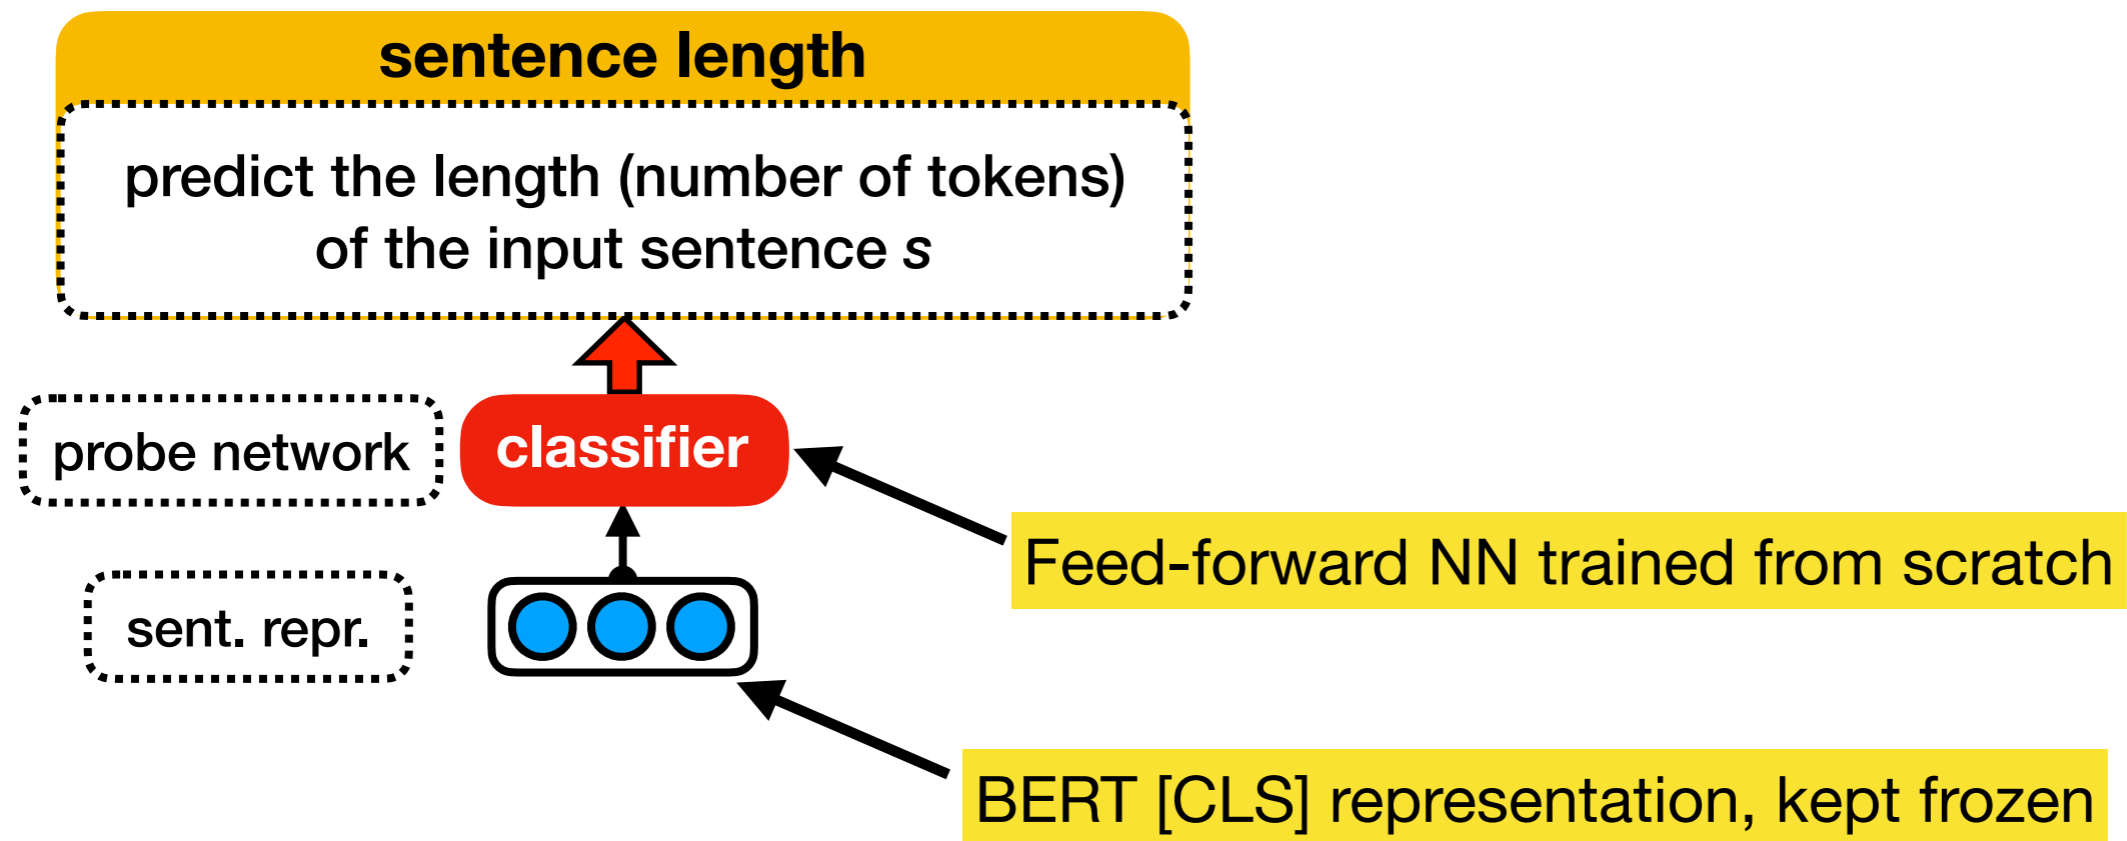 sentence length
predict the length (number of tokens)
of the input sentence s
probe network
classifier
Feed-forward NN trained from scratch
sent. repr.
BERT [CLS] representation, kept frozen